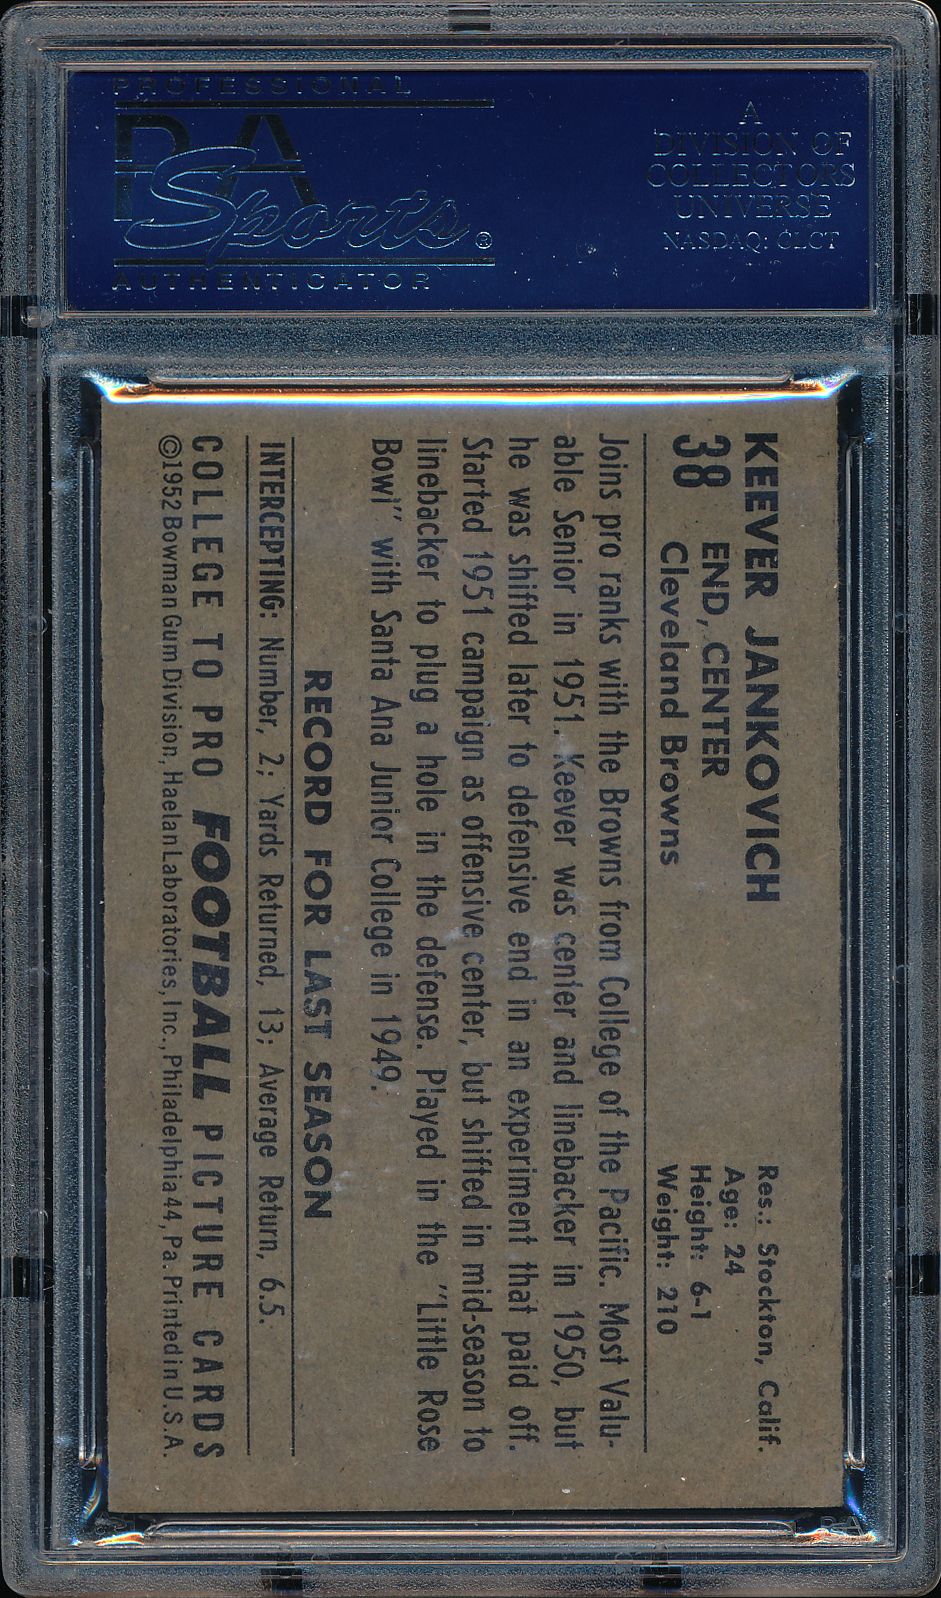 PROFESSIONAL
PSA
Sports®
AUTHENTICATOR
A
DIVISION OF
COLLECTORS
UNIVERSE
NASDAQ: CLCT
KEEVER JANKOVICH
38 END, CENTER
Cleveland Browns
Res.: Stockton, Calif.
Age: 24
Height: 6-1
Weight: 210
Joins pro ranks with the Browns from College of the Pacific. Most Valu-
able Senior in 1951. Keever was center and linebacker in 1950, but
he was shifted later to defensive end in an experiment that paid off.
Started 1951 campaign as offensive center, but shifted in mid-season to
linebacker to plug a hole in the defense. Played in the "Little Rose
Bowl" with Santa Ana Junior College in 1949.
RECORD FOR LAST SEASON
INTERCEPTING: Number, 2; Yards Returned, 13; Average Return, 6.5.
COLLEGE TO PRO FOOTBALL PICTURE CARDS
©1952 Bowman Gum Division, Haelan Laboratories, Inc., Philadelphia 44, Pa. Printed in U.S.A.